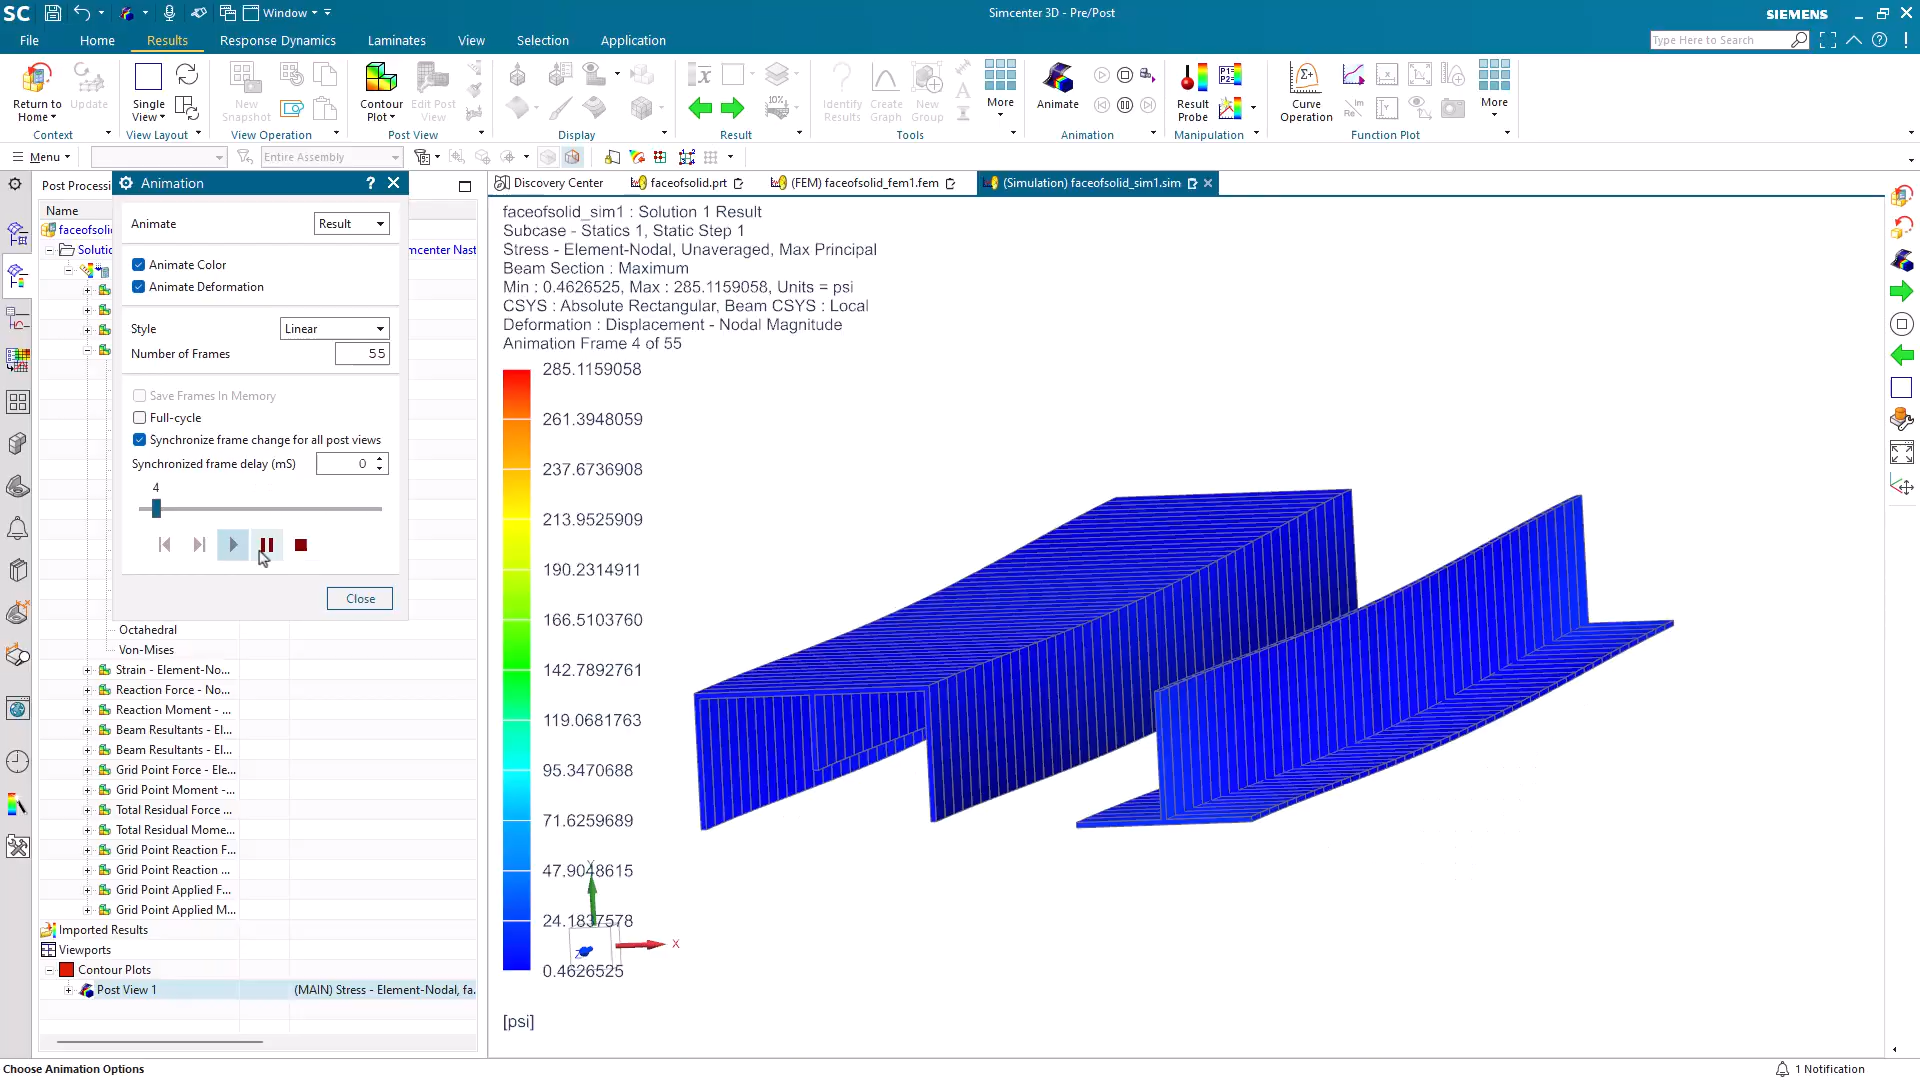 SC
Window
Simcenter 3D - Pre/Post
SIEMENS
File
Home
Results
Response Dynamics
Contour
Laminates
View
Selection
Application
Type Here to Search
Return to
Home
Update
Single
View
New
Snapshot
Contour
Plot
Edit Post
View
10%
Identify
Results
Create
Graph
New
Group
More
Animate
Result
Probe
Curve
Operation
More
Context
View Layout
View Operation
Post View
Display
Result
Tools
Animation
Manipulation
Function Plot
Menu
Entire Assembly
Post Processi
Name
faceofsolid
Solutic
mcenter Nast
Animation
Animate
Result
Animate Color
Animate Deformation
Style
Linear
Number of Frames
55
Save Frames In Memory
Full-cycle
Synchronize frame change for all post views
Synchronized frame delay (mS)
0
4
Close
Octahedral
Von-Mises
Strain - Element-No...
Reaction Force - No...
Reaction Moment - ...
Beam Resultants - El...
Beam Resultants - El...
Grid Point Force - Ele...
Grid Point Moment -...
Total Residual Force ...
Total Residual Mome...
Grid Point Reaction F...
Grid Point Reaction ...
Grid Point Applied F...
Grid Point Applied M...
Imported Results
Viewports
Contour Plots
Post View 1
(MAIN) Stress - Element-Nodal, fa.
Discovery Center
faceofsolid.prt
(FEM) faceofsolid_fem1.fem
(Simulation) faceofsolid_sim1.sim
faceofsolid_sim1 : Solution 1 Result
Subcase - Statics 1, Static Step 1
Stress - Element-Nodal, Unaveraged, Max Principal
Beam Section : Maximum
Min : 0.4626525, Max : 285.1159058, Units = psi
CSYS : Absolute Rectangular, Beam CSYS : Local
Deformation : Displacement - Nodal Magnitude
Animation Frame 4 of 55
285.1159058
261.3948059
237.6736908
213.9525909
190.2314911
166.5103760
142.7892761
119.0681763
95.3470688
71.6259689
47.9048615
24.1837578
0.4626525
Y
X
[psi]
Choose Animation Options
1 Notification